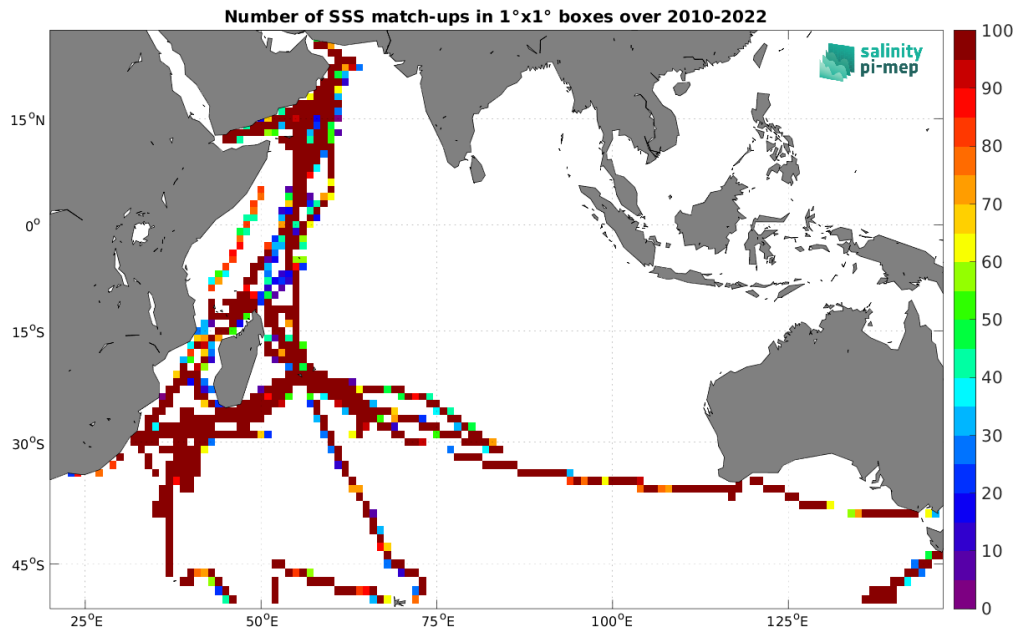 Number of SSS match-ups in 1°x1° boxes over 2010-2022
salinity
pi-mep
100
90
80
70
60
50
40
30
20
10
0
15°N
0°
15°S
30°S
45°S
25°E
50°E
75°E
100°E
125°E